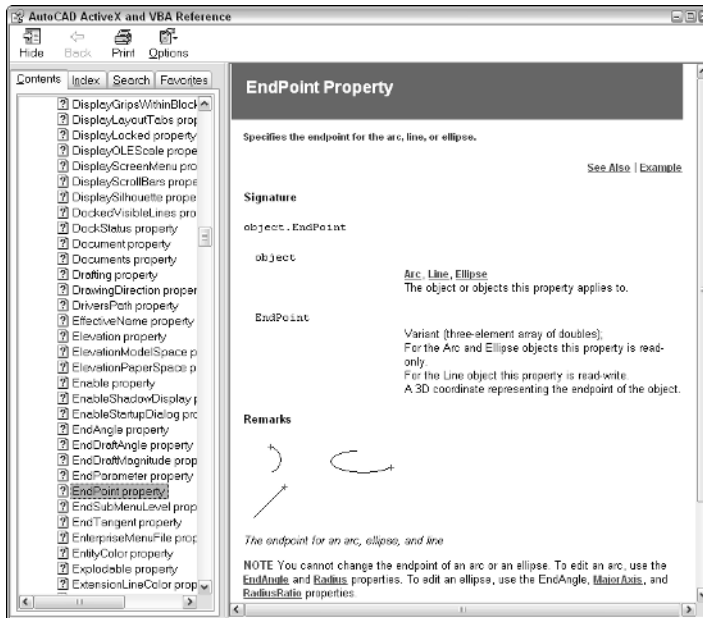 AutoCAD ActiveX and VBA Reference
Hide Back Print Options
Contents Index Search Favorites
DisplayGripsWithinBlock
DisplayLayoutTabs prop
DisplayLocked property
DisplayOLEScale prope
DisplayScreenMenu pro
DisplayScrollBars prope
DisplaySilhouette prope
DockedVisibleLines pro
DockStatus property
Document property
Documents property
Drafting property
DrawingDirection proper
DriversPath property
EffectiveName property
Elevation property
ElevationModelSpace p
ElevationPaperSpace p
Enable property
EnableShadowDisplay p
EnableStartupDialog pro
EndAngle property
EndDraftAngle property
EndDraftMagnitude prop
EndParameter property
EndPoint property
EndSubMenuLevel prop
EndTangent property
EnterpriseMenuFile prop
EntityColor property
Explodable property
ExtensionLineColor prop
EndPoint Property
Specifies the endpoint for the arc, line, or ellipse.
See Also | Example
Signature
object.EndPoint
object
Arc, Line, Ellipse
The object or objects this property applies to.
EndPoint
Variant (three-element array of doubles);
For the Arc and Ellipse objects this property is read-
only.
For the Line object this property is read-write.
A 3D coordinate representing the endpoint of the object.
Remarks
The endpoint for an arc, ellipse, and line
NOTE You cannot change the endpoint of an arc or an ellipse. To edit an arc, use the
EndAngle and Radius properties. To edit an ellipse, use the EndAngle, MajorAxis, and
RadiusRatio properties.